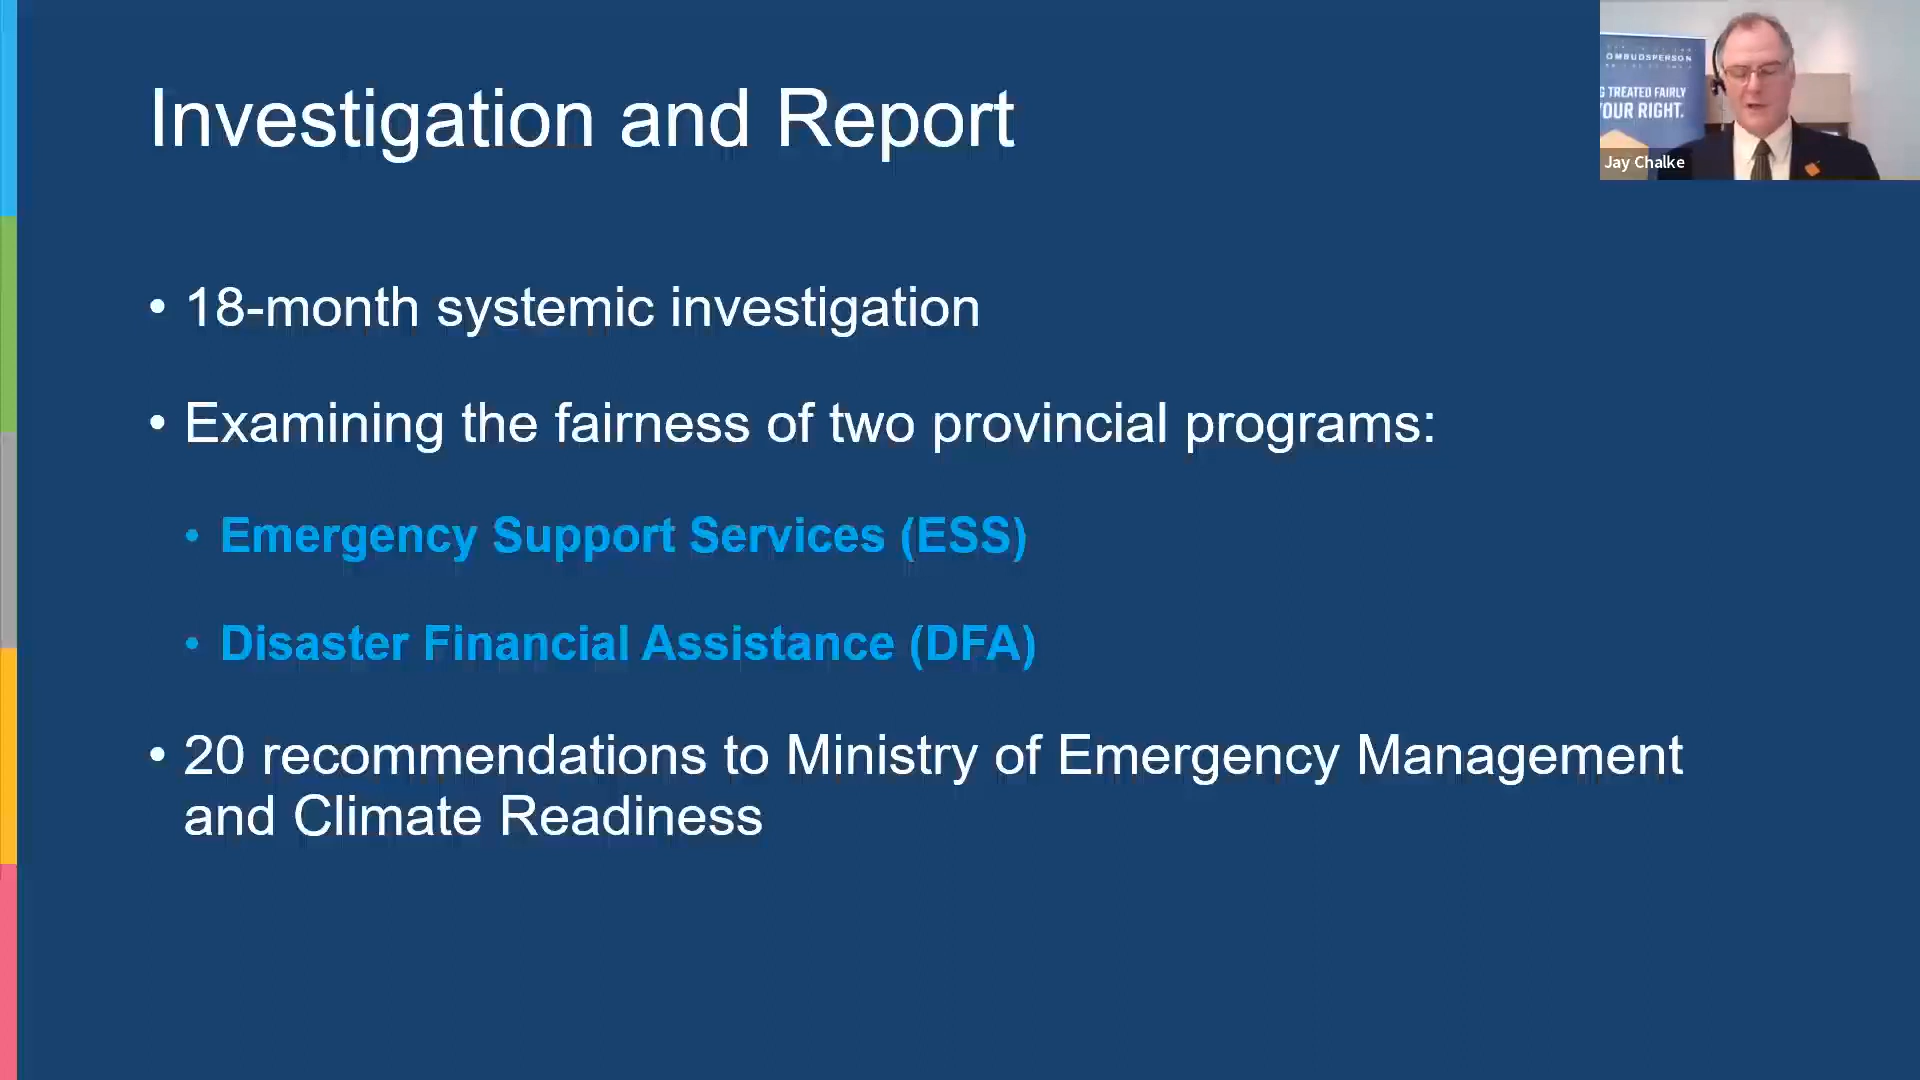 Investigation and Report
• 18-month systemic investigation
• Examining the fairness of two provincial programs:
• Emergency Support Services (ESS)
• Disaster Financial Assistance (DFA)
• 20 recommendations to Ministry of Emergency Management
and Climate Readiness
OMBUDSPERSON
G TREATED FAIRLY
YOUR RIGHT.
Jay Chalke